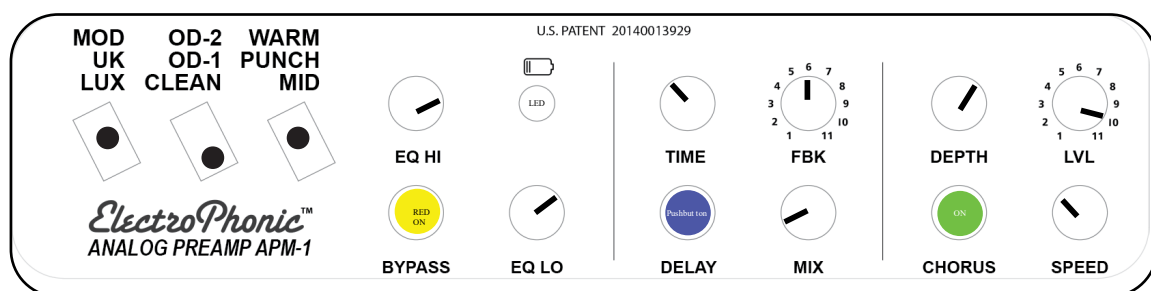 U.S. PATENT 20140013929
MOD OD-2 WARM
UK OD-1 PUNCH
LUX CLEAN MID
LED
EQ HI
TIME
1 2 3 4 5 6 7 8 9 10 11
FBK
DEPTH
1 2 3 4 5 6 7 8 9 10 11
LVL
ElectroPhonic™
ANALOG PREAMP APM-1
RED
ON
BYPASS
EQ LO
Pushbut ton
DELAY
MIX
ON
CHORUS
SPEED